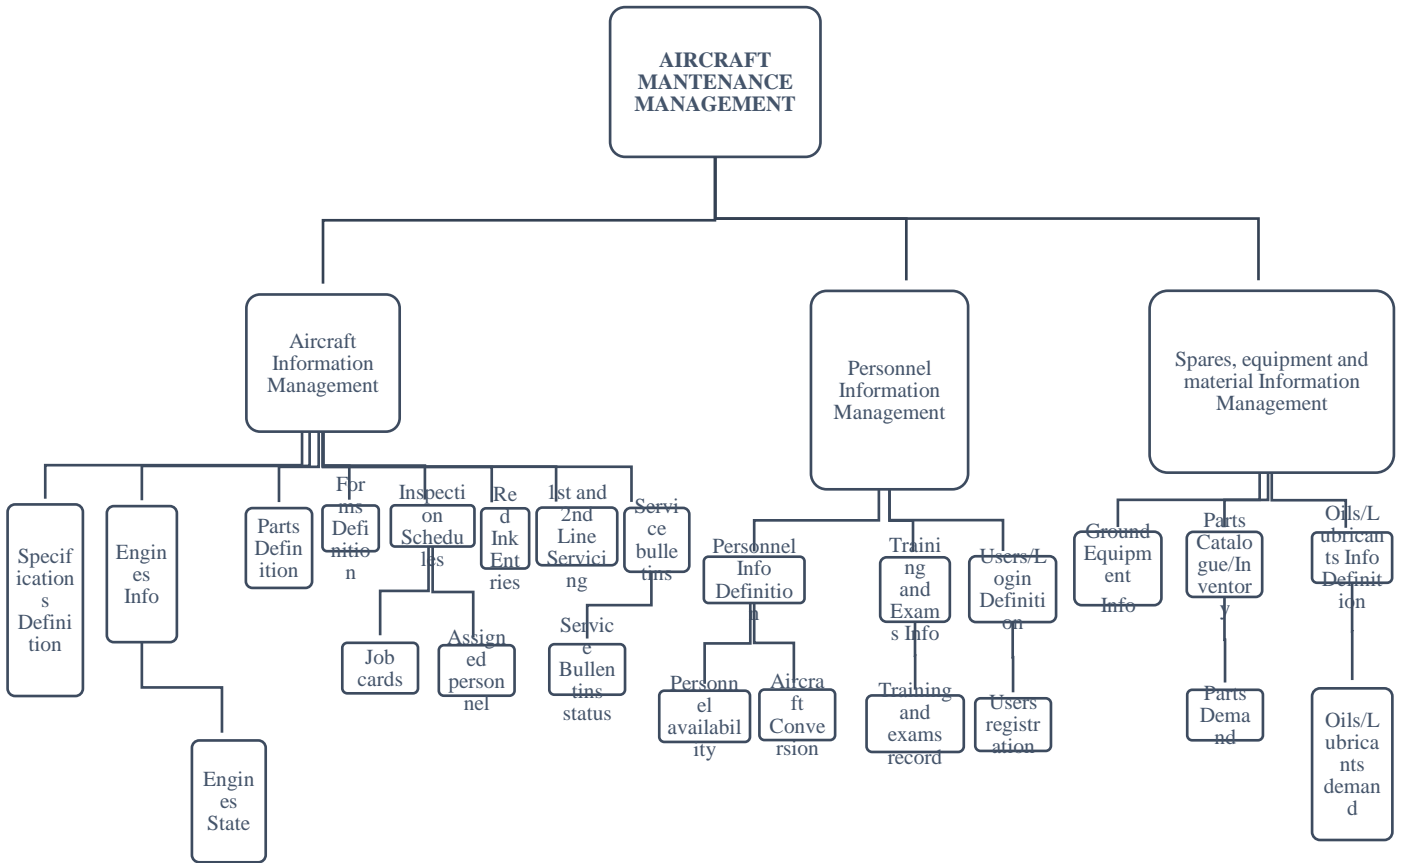 AIRCRAFT
MANTENANCE
MANAGEMENT
Aircraft
Information
Management
Personnel
Information
Management
Spares, equipment and
material Information
Management
Specif
ication
s
Defini
tion
Engin
es
Info
Parts
Defin
ition
For
ms
Defi
nitio
n
Inspecti
on
Schedu
les
Re
d
Ink
Ent
ries
1st and
2nd
Line
Servici
ng
Servi
ce
bulle
tins
Personnel
Info
Definitio
n
Traini
ng
and
Exam
s Info
Users/L
ogin
Definiti
on
Ground
Equipm
ent
Info
Parts
Catalo
gue/In
ventor
y
Oils/L
ubrican
ts Info
Definit
ion
Engin
es
State
Job
cards
Assign
ed
person
nel
Servic
e
Bullen
tins
status
Personn
el
availabil
ity
Aircra
ft
Conve
rsion
Training
and
exams
record
Users
registr
ation
Parts
Dema
nd
Oils/L
ubrica
nts
deman
d